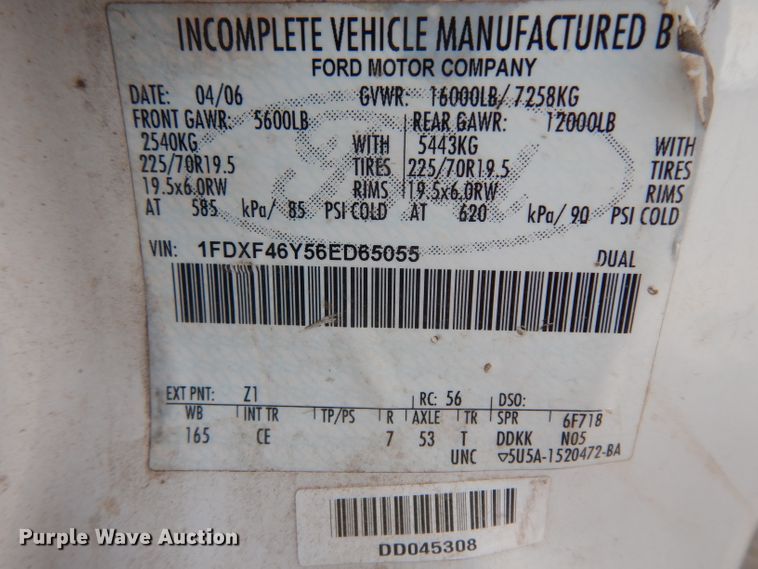 INCOMPLETE VEHICLE MANUFACTURED BY
FORD MOTOR COMPANY
DATE: 04/06 GVWR: 16000LB/ 7258KG
FRONT GAWR: 5600LB REAR GAWR: 12000LB
2540KG WITH 5443KG WITH
225/70R19.5 TIRES 225/70R19.5 TIRES
19.5x6.0RW RIMS 19.5x6.0RW RIMS
AT 585 kPa/ 85 PSI COLD AT 620 kPa/ 90 PSI COLD
VIN: 1FDXF46Y56ED65055 DUAL
EXT PNT: Z1 RC: 56 DSO:
WB INT TR TP/PS R AXLE TR SPR 6F718
165 CE 7 53 T DDKK N05
UNC ▽5U5A-1520472-BA
DD045308
Purple Wave Auction